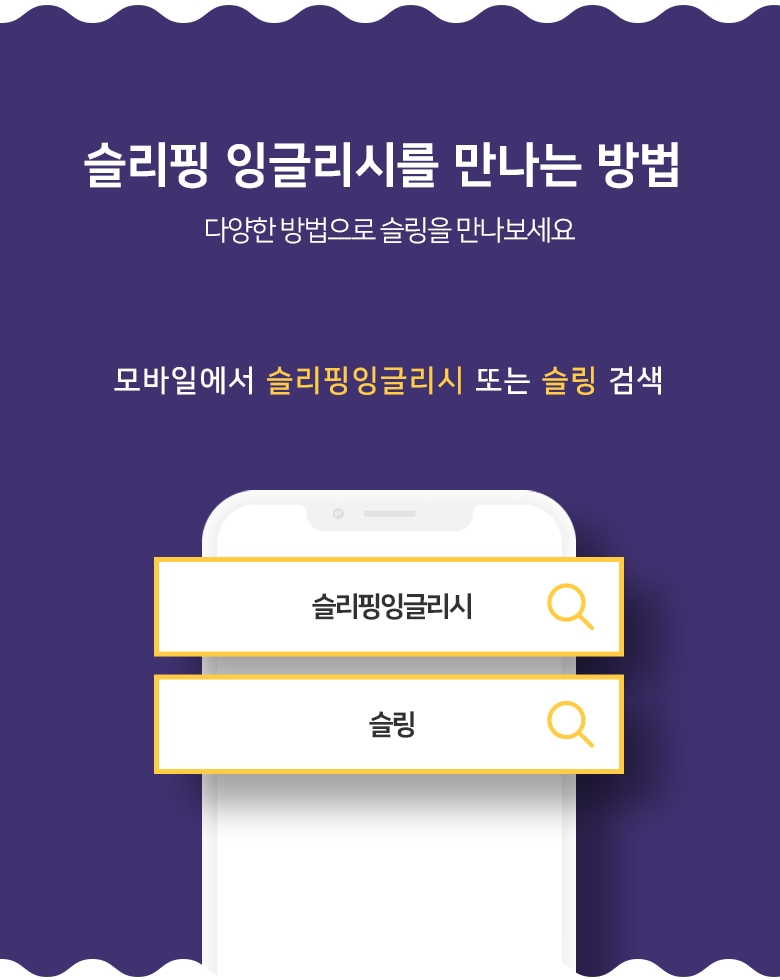 슬리핑 잉글리시를 만나는 방법
다양한 방법으로 슬링을 만나보세요
모바일에서 슬리핑잉글리시 또는 슬링 검색
슬리핑잉글리시
슬링